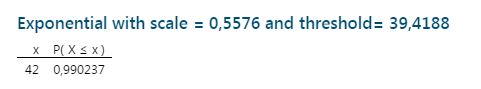 Exponential with scale = 0,5576 and threshold= 39,4188
x P( X ≤ x )
42 0,990237